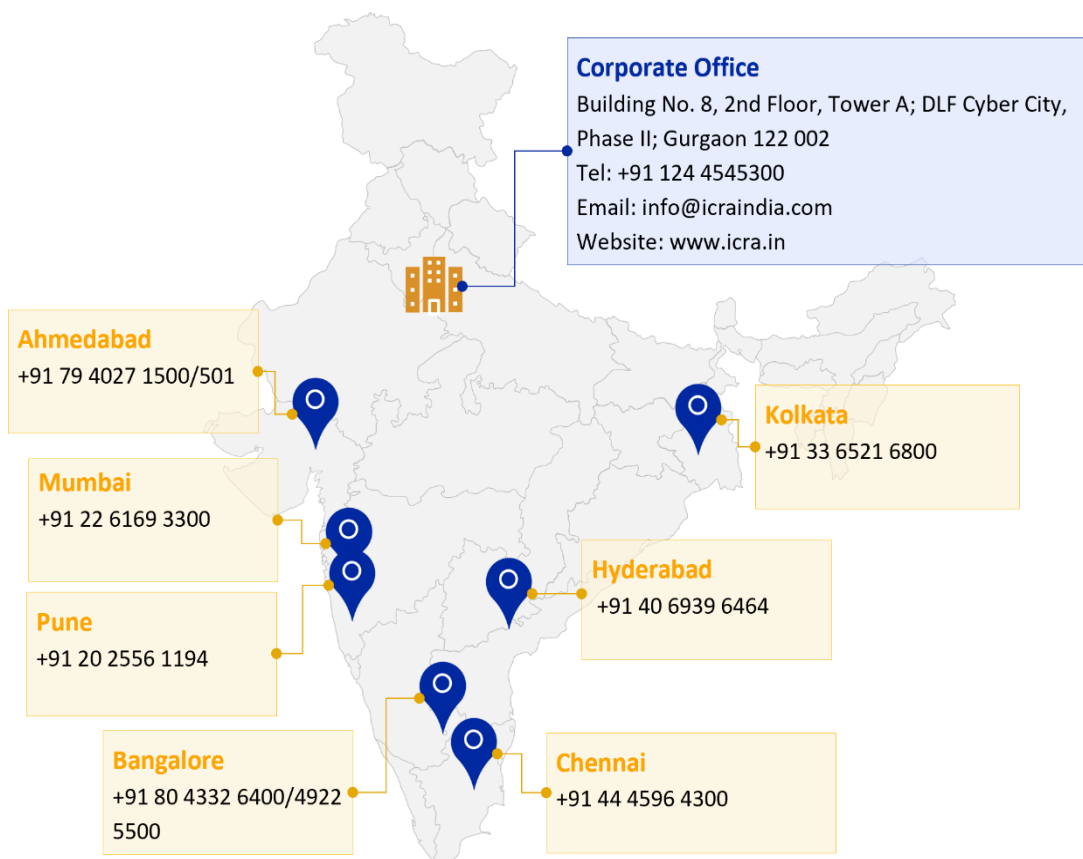 Corporate Office
Building No. 8, 2nd Floor, Tower A; DLF Cyber City,
Phase II; Gurgaon 122 002
Tel: +91 124 4545300
Email: info@icraindia.com
Website: www.icra.in
Ahmedabad
+91 79 4027 1500/501
Kolkata
+91 33 6521 6800
Mumbai
+91 22 6169 3300
Hyderabad
+91 40 6939 6464
Pune
+91 20 2556 1194
Bangalore
+91 80 4332 6400/4922
5500
Chennai
+91 44 4596 4300